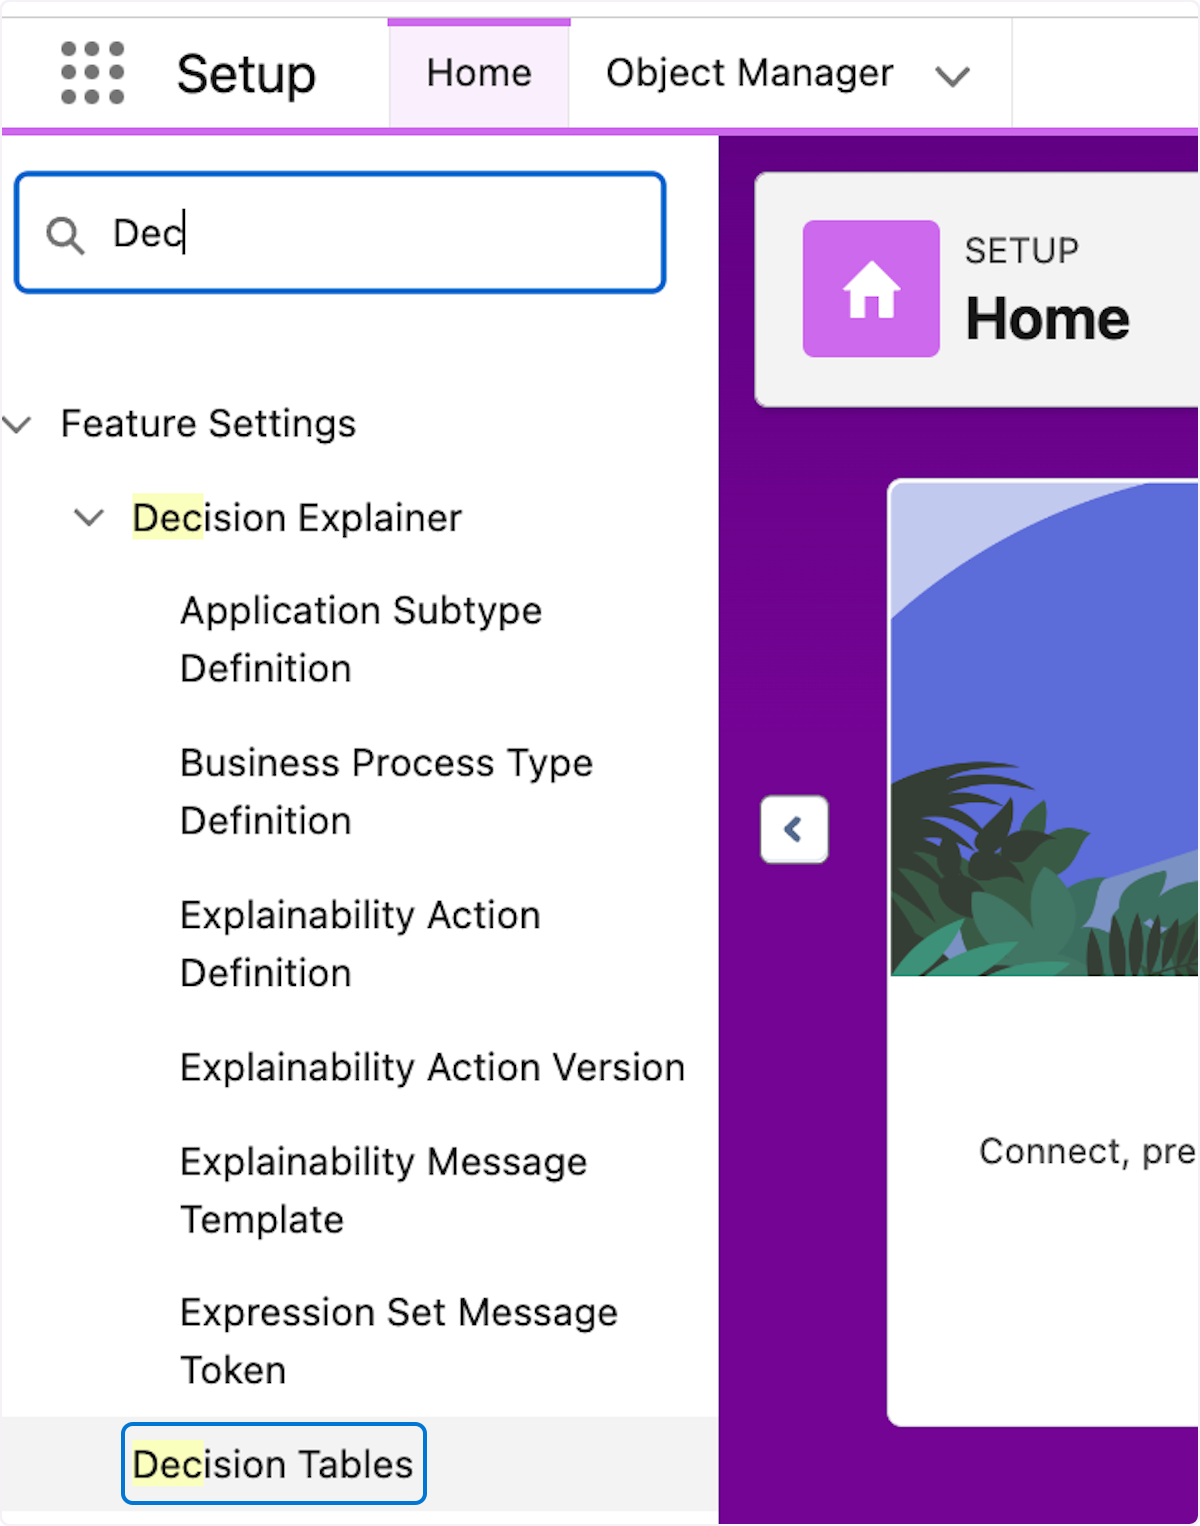 Setup
Home
Object Manager
Dec
SETUP
Home
Feature Settings
Decision Explainer
Application Subtype
Definition
Business Process Type
Definition
Explainability Action
Definition
Explainability Action Version
Explainability Message
Template
Expression Set Message
Token
Decision Tables
Connect, pre